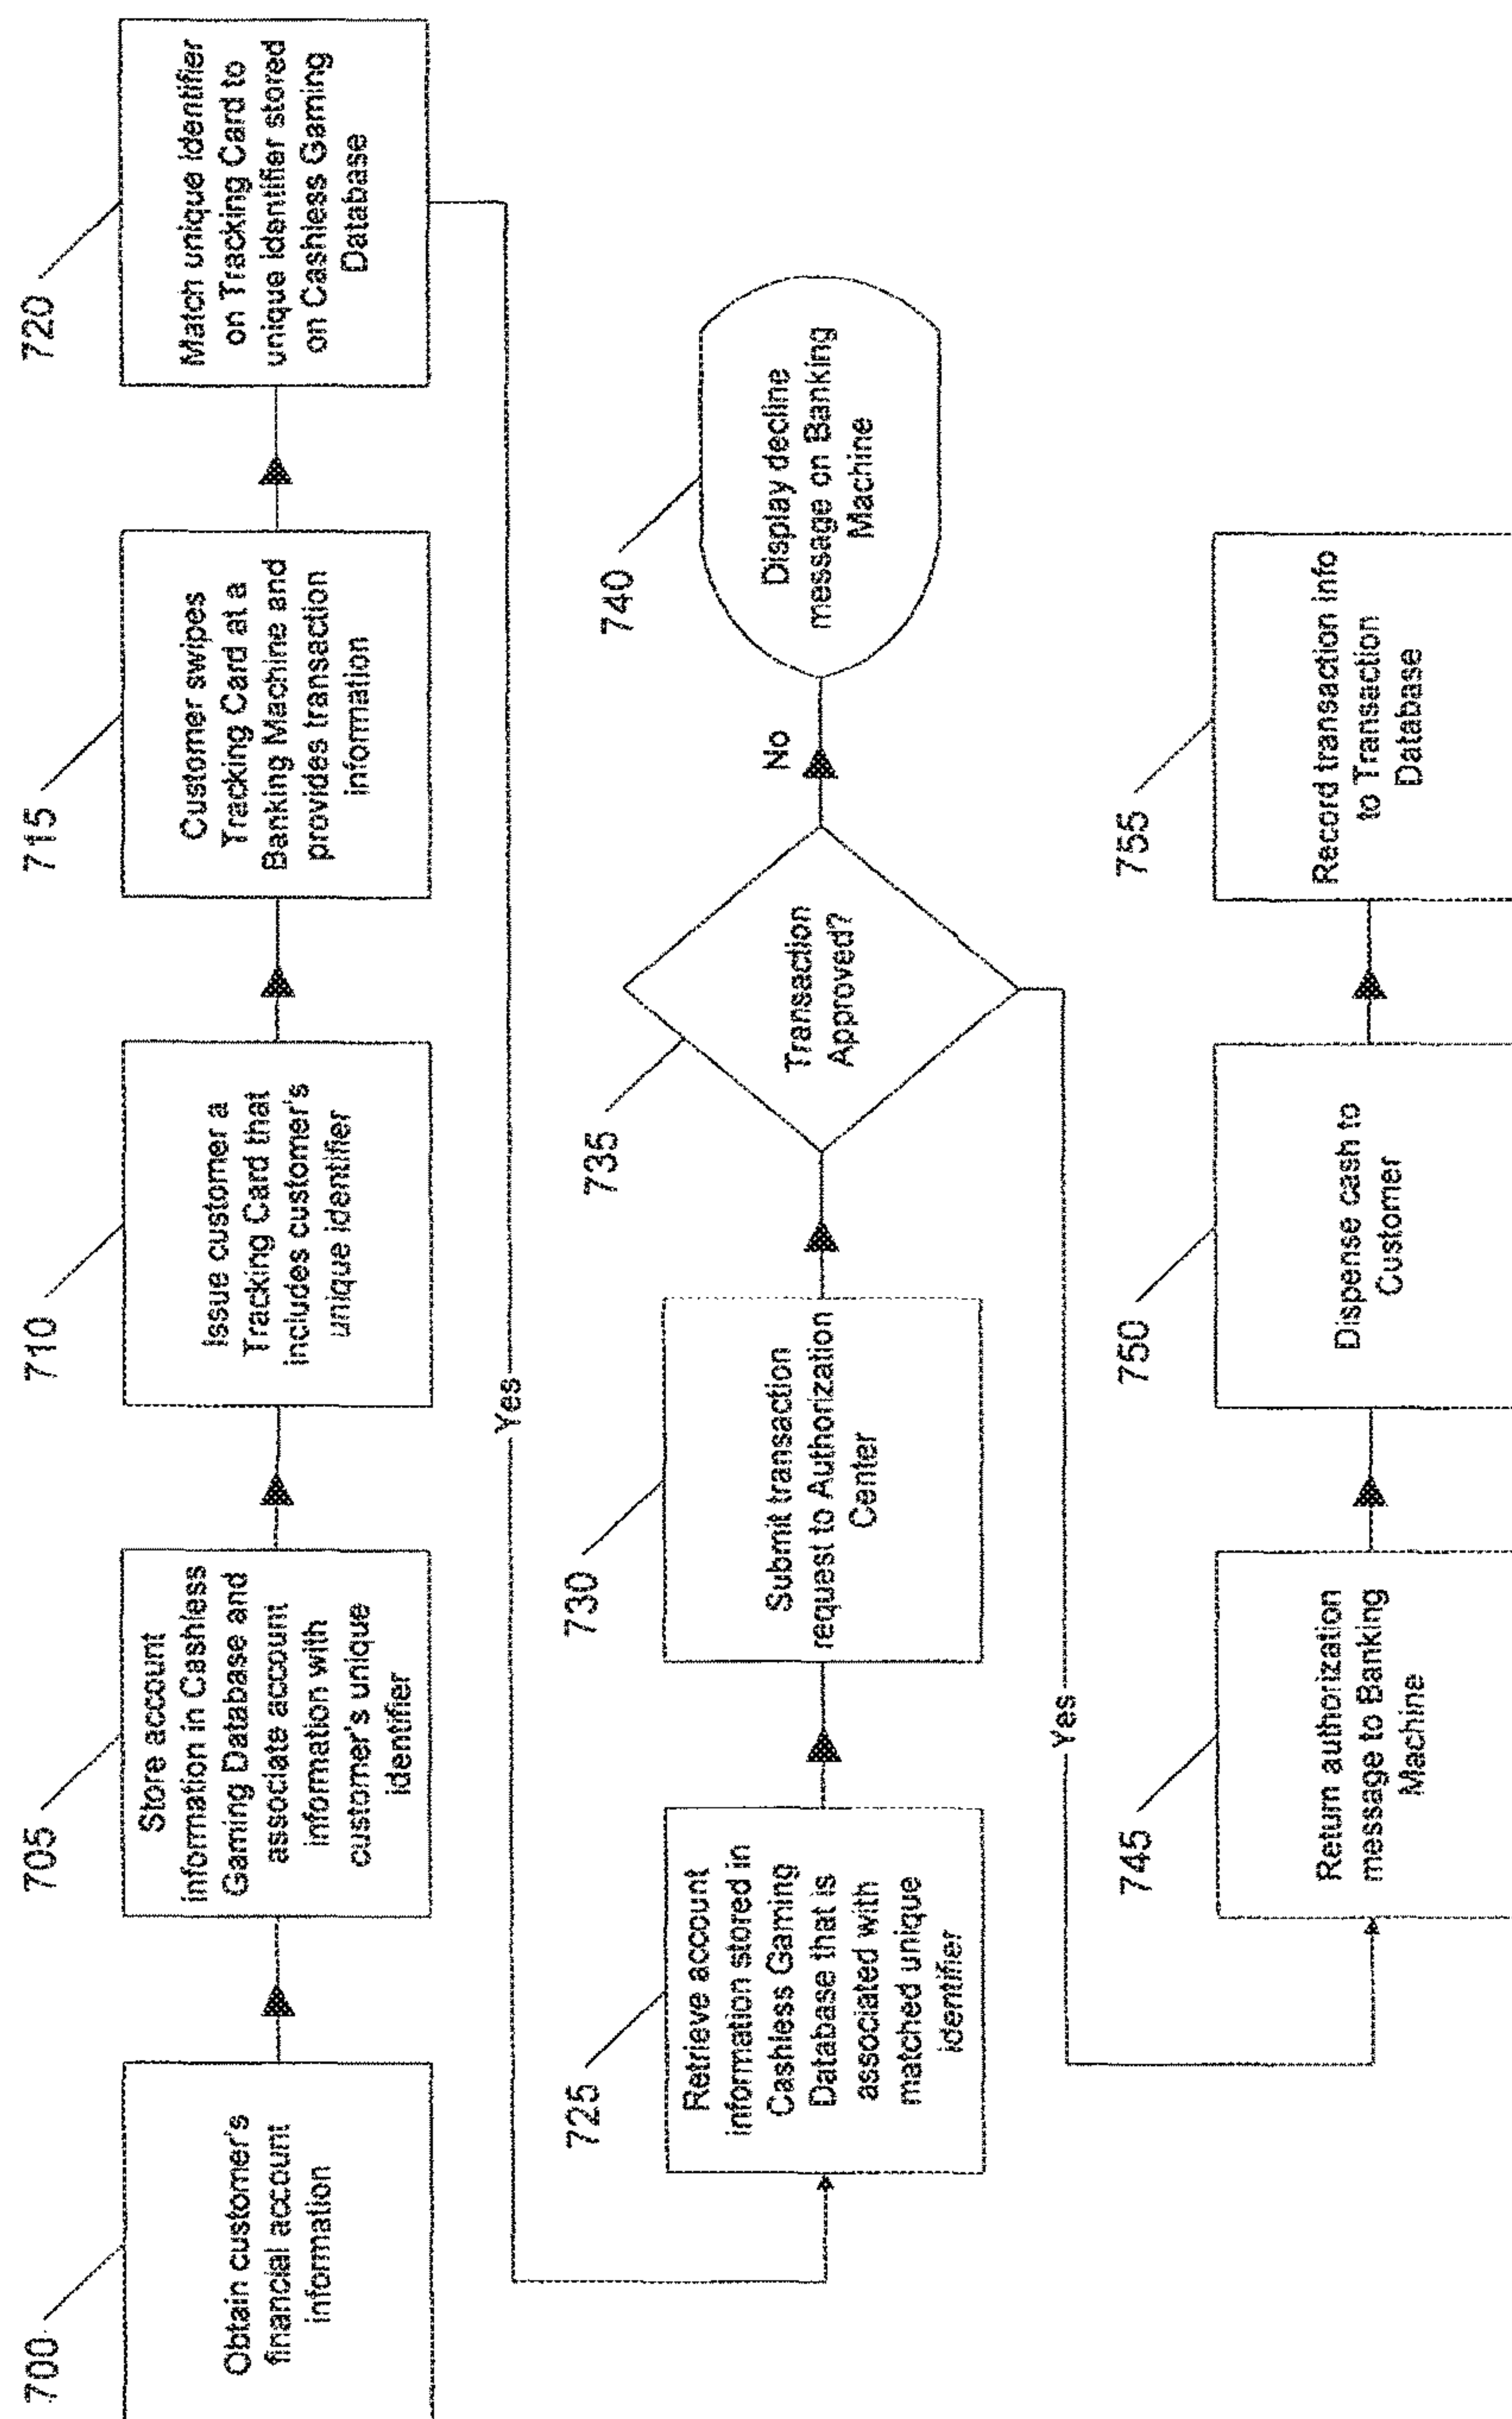 700
Obtain customer's
financial account
information
705
Store account
information in Cashless
Gaming Database and
associate account
information with
customer's unique
identifier
710
Issue customer a
Tracking Card that
includes customer's
unique identifier
715
Customer swipes
Tracking Card at a
Banking Machine and
provides transaction
information
720
Match unique identifier
on Tracking Card to
unique identifier stored
on Cashless Gaming
Database
Yes
725
Retrieve account
information stored in
Cashless Gaming
Database that is
associated with
matched unique
identifier
730
Submit transaction
request to Authorization
Center
735
Transaction
Approved?
No
740
Display decline
message on Banking
Machine
Yes
745
Return authorization
message to Banking
Machine
750
Dispense cash to
Customer
755
Record transaction info
to Transaction
Database